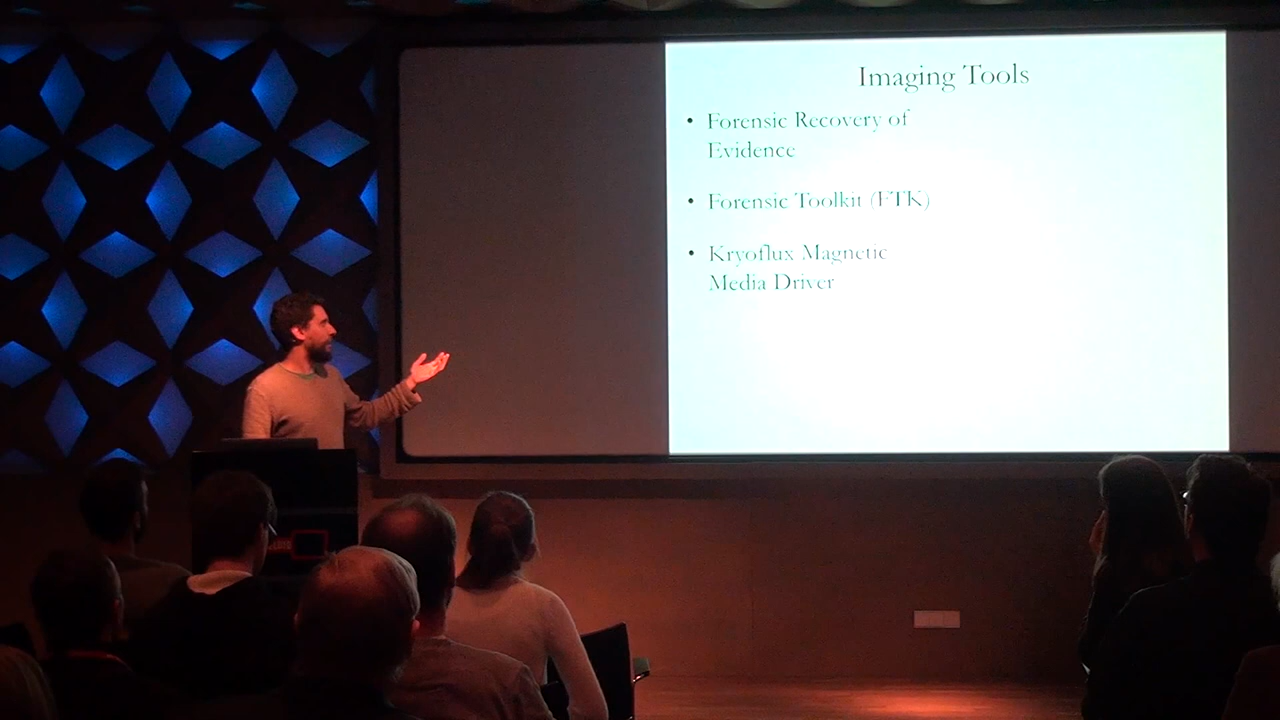 Imaging Tools
• Forensic Recovery of
Evidence
• Forensic Toolkit (FTK)
• Kryoflux Magnetic
Media Driver